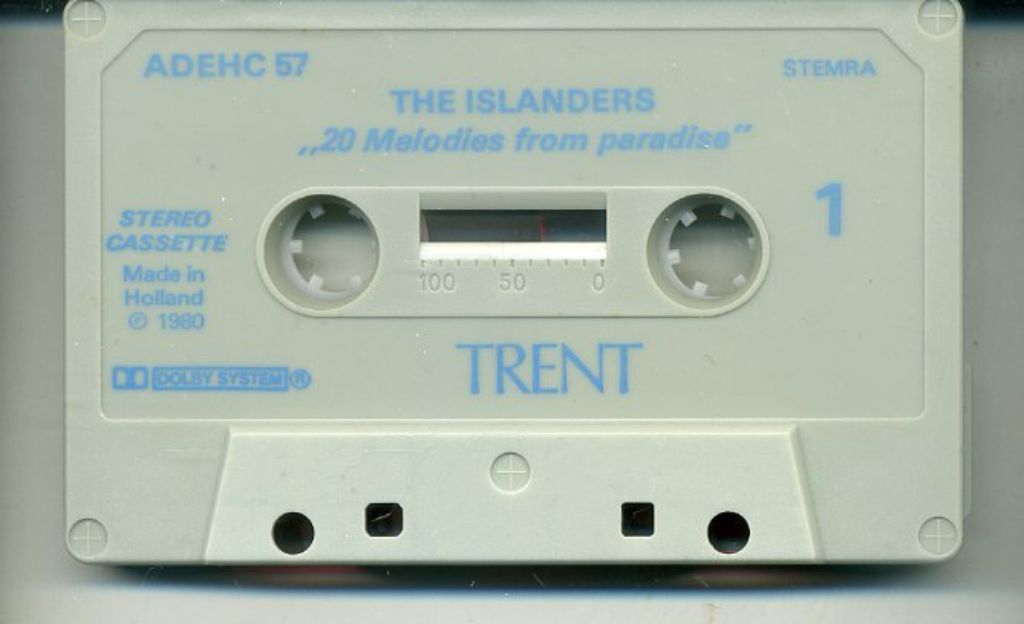 ADEHC 57
STEMRA
THE ISLANDERS
„20 Melodies from paradise"
1
STEREO
CASSETTE
Made in
Holland
℗ 1980
100 50 0
DOLBY SYSTEM®
TRENT